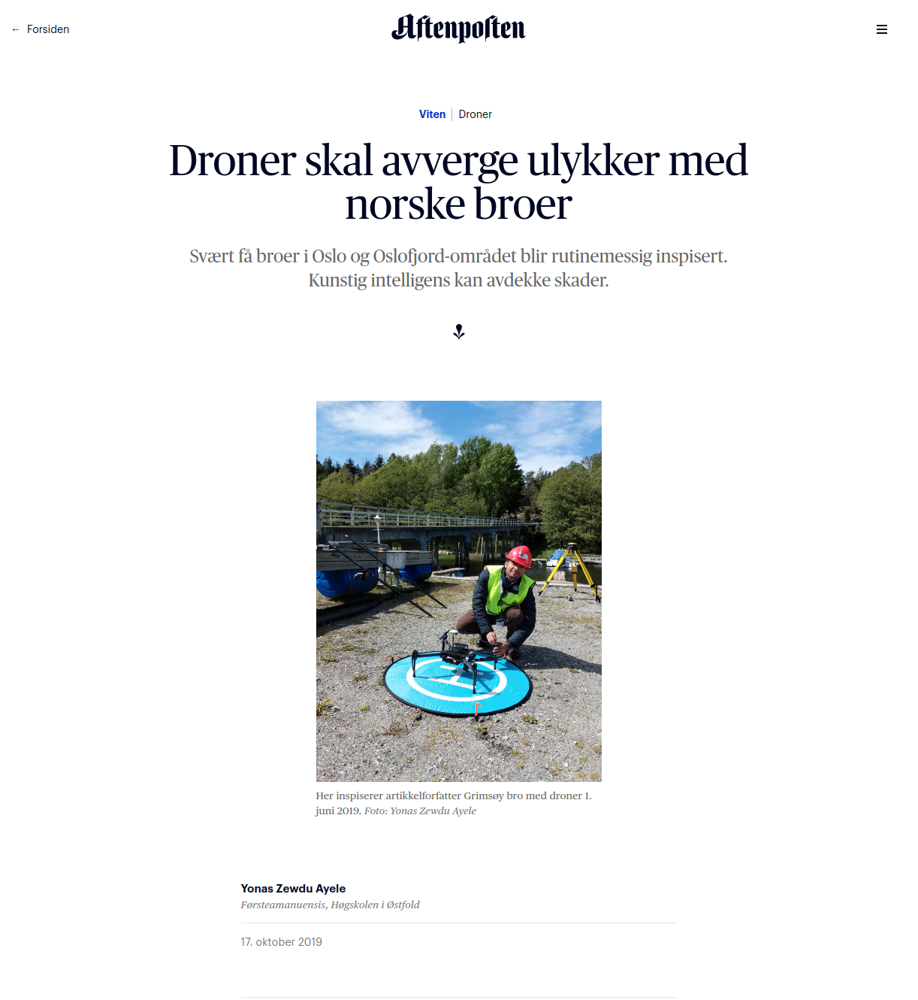 ← Forsiden
Aftenposten
Viten
Droner
Droner skal avverge ulykker med
norske broer
Svært få broer i Oslo og Oslofjord-området blir rutinemessig inspisert.
Kunstig intelligens kan avdekke skader.
H
Her inspiserer artikkelforfatter Grimsøy bro med droner 1.
juni 2019. Foto: Yonas Zewdu Ayele
Yonas Zewdu Ayele
Førsteamanuensis, Høgskolen i Østfold
17. oktober 2019